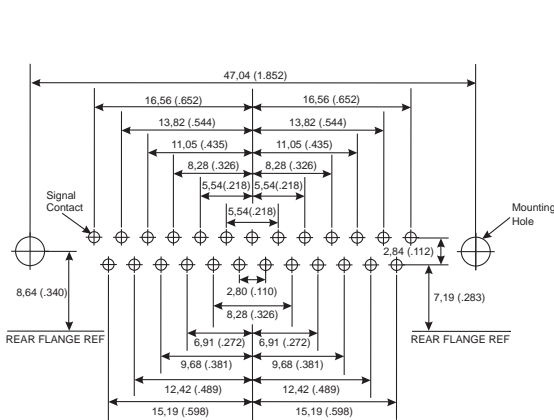 47,04 (1.852)
16,56 (.652) 16,56 (.652)
13,82 (.544) 13,82 (.544)
11,05 (.435) 11,05 (.435)
8,28 (.326) 8,28 (.326)
5,54(.218) 5,54(.218)
Signal
Contact
5,54(.218)
Mounting
Hole
2,84 (.112)
8,64 (.340)
2,80 (.110)
7,19 (.283)
8,28 (.326)
REAR FLANGE REF
6,91 (.272) 6,91 (.272)
REAR FLANGE REF
9,68 (.381) 9,68 (.381)
12,42 (.489) 12,42 (.489)
15,19 (.598) 15,19 (.598)